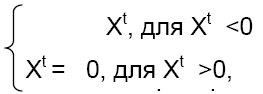 Xᵗ, для Xᵗ <0
Xᵗ = 0, для Xᵗ >0,